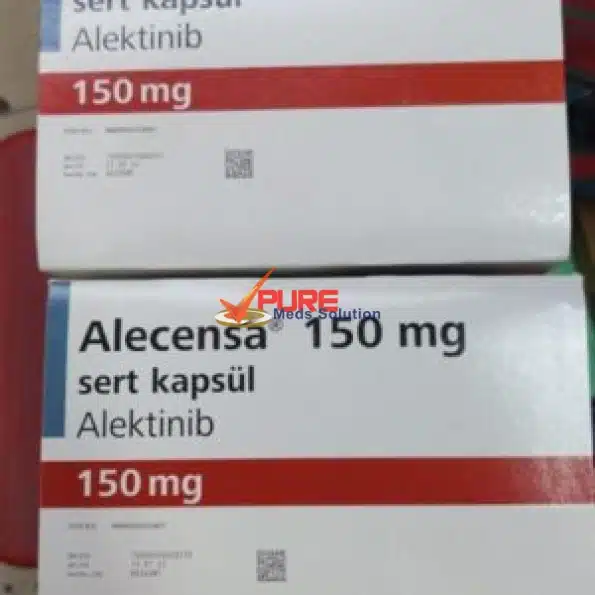 sert kapsül
Alektinib
150 mg
PURE
Meds Solution
Alecensa® 150 mg
sert kapsül
Alektinib
150 mg